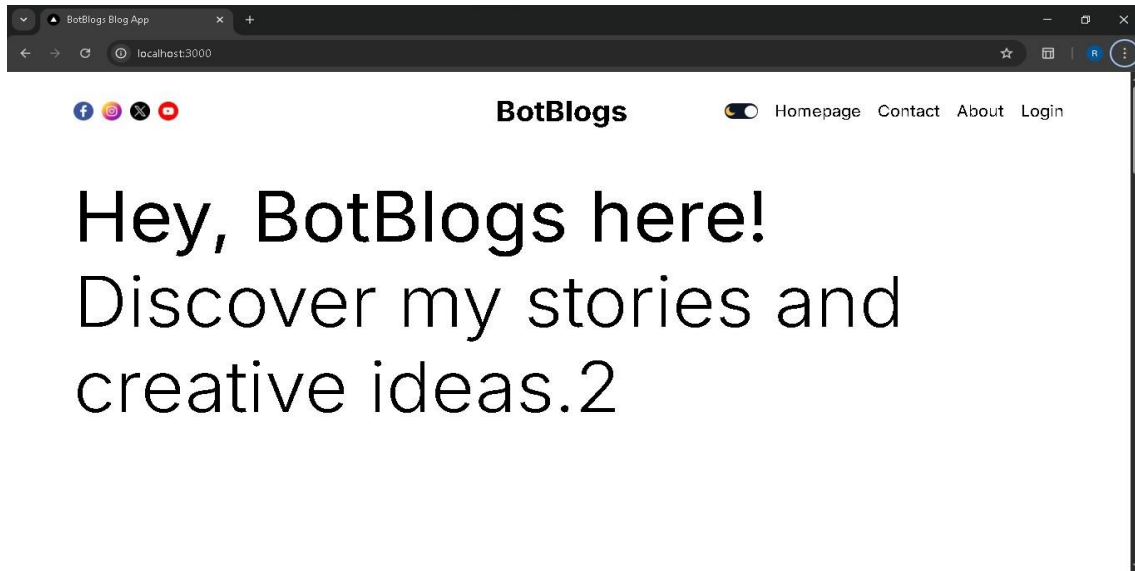 BotBlogs Blog App
localhost:3000
R
BotBlogs Homepage Contact About Login
Hey, BotBlogs here!
Discover my stories and
creative ideas.2